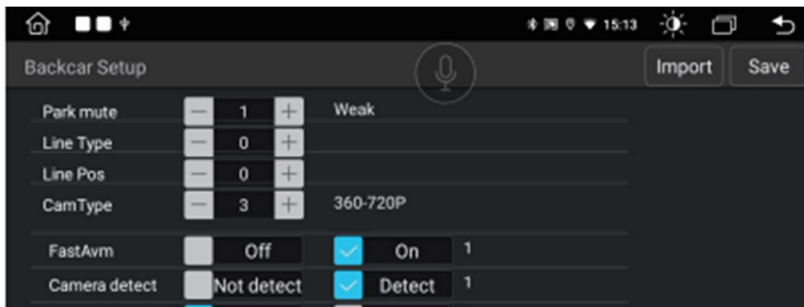 15:13
Backcar Setup Import Save
Park mute — 1 + Weak
Line Type — 0 +
Line Pos — 0 +
CamType — 3 + 360-720P
FastAvm Off On 1
Camera detect Not detect Detect 1